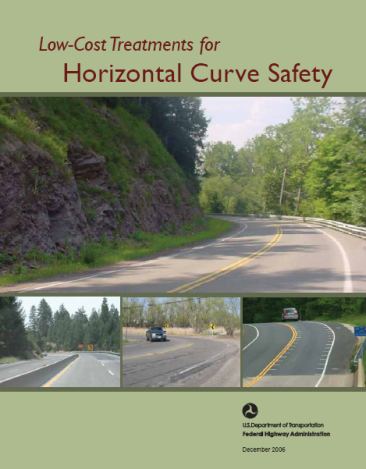 Low-Cost Treatments for
Horizontal Curve Safety
U.S.Department of Transportation
Federal Highway Administration
December 2006